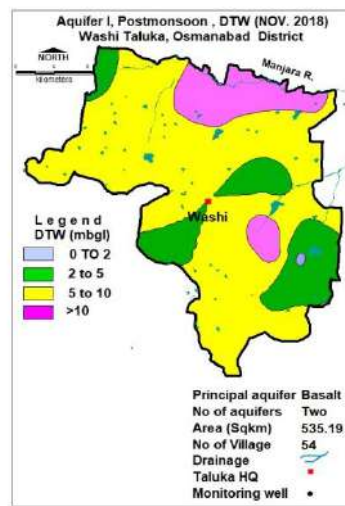 Aquifer I, Postmonsoon , DTW (NOV. 2018)
Washi Taluka, Osmanabad District
NORTH
kilometers
Manjara R.
Washi
Legend
DTW (mbgl)
0 TO 2
2 to 5
5 to 10
>10
Principal aquifer Basalt
No of aquifers Two
Area (Sqkm) 535.19
No of Village 54
Drainage
Taluka HQ
Monitoring well